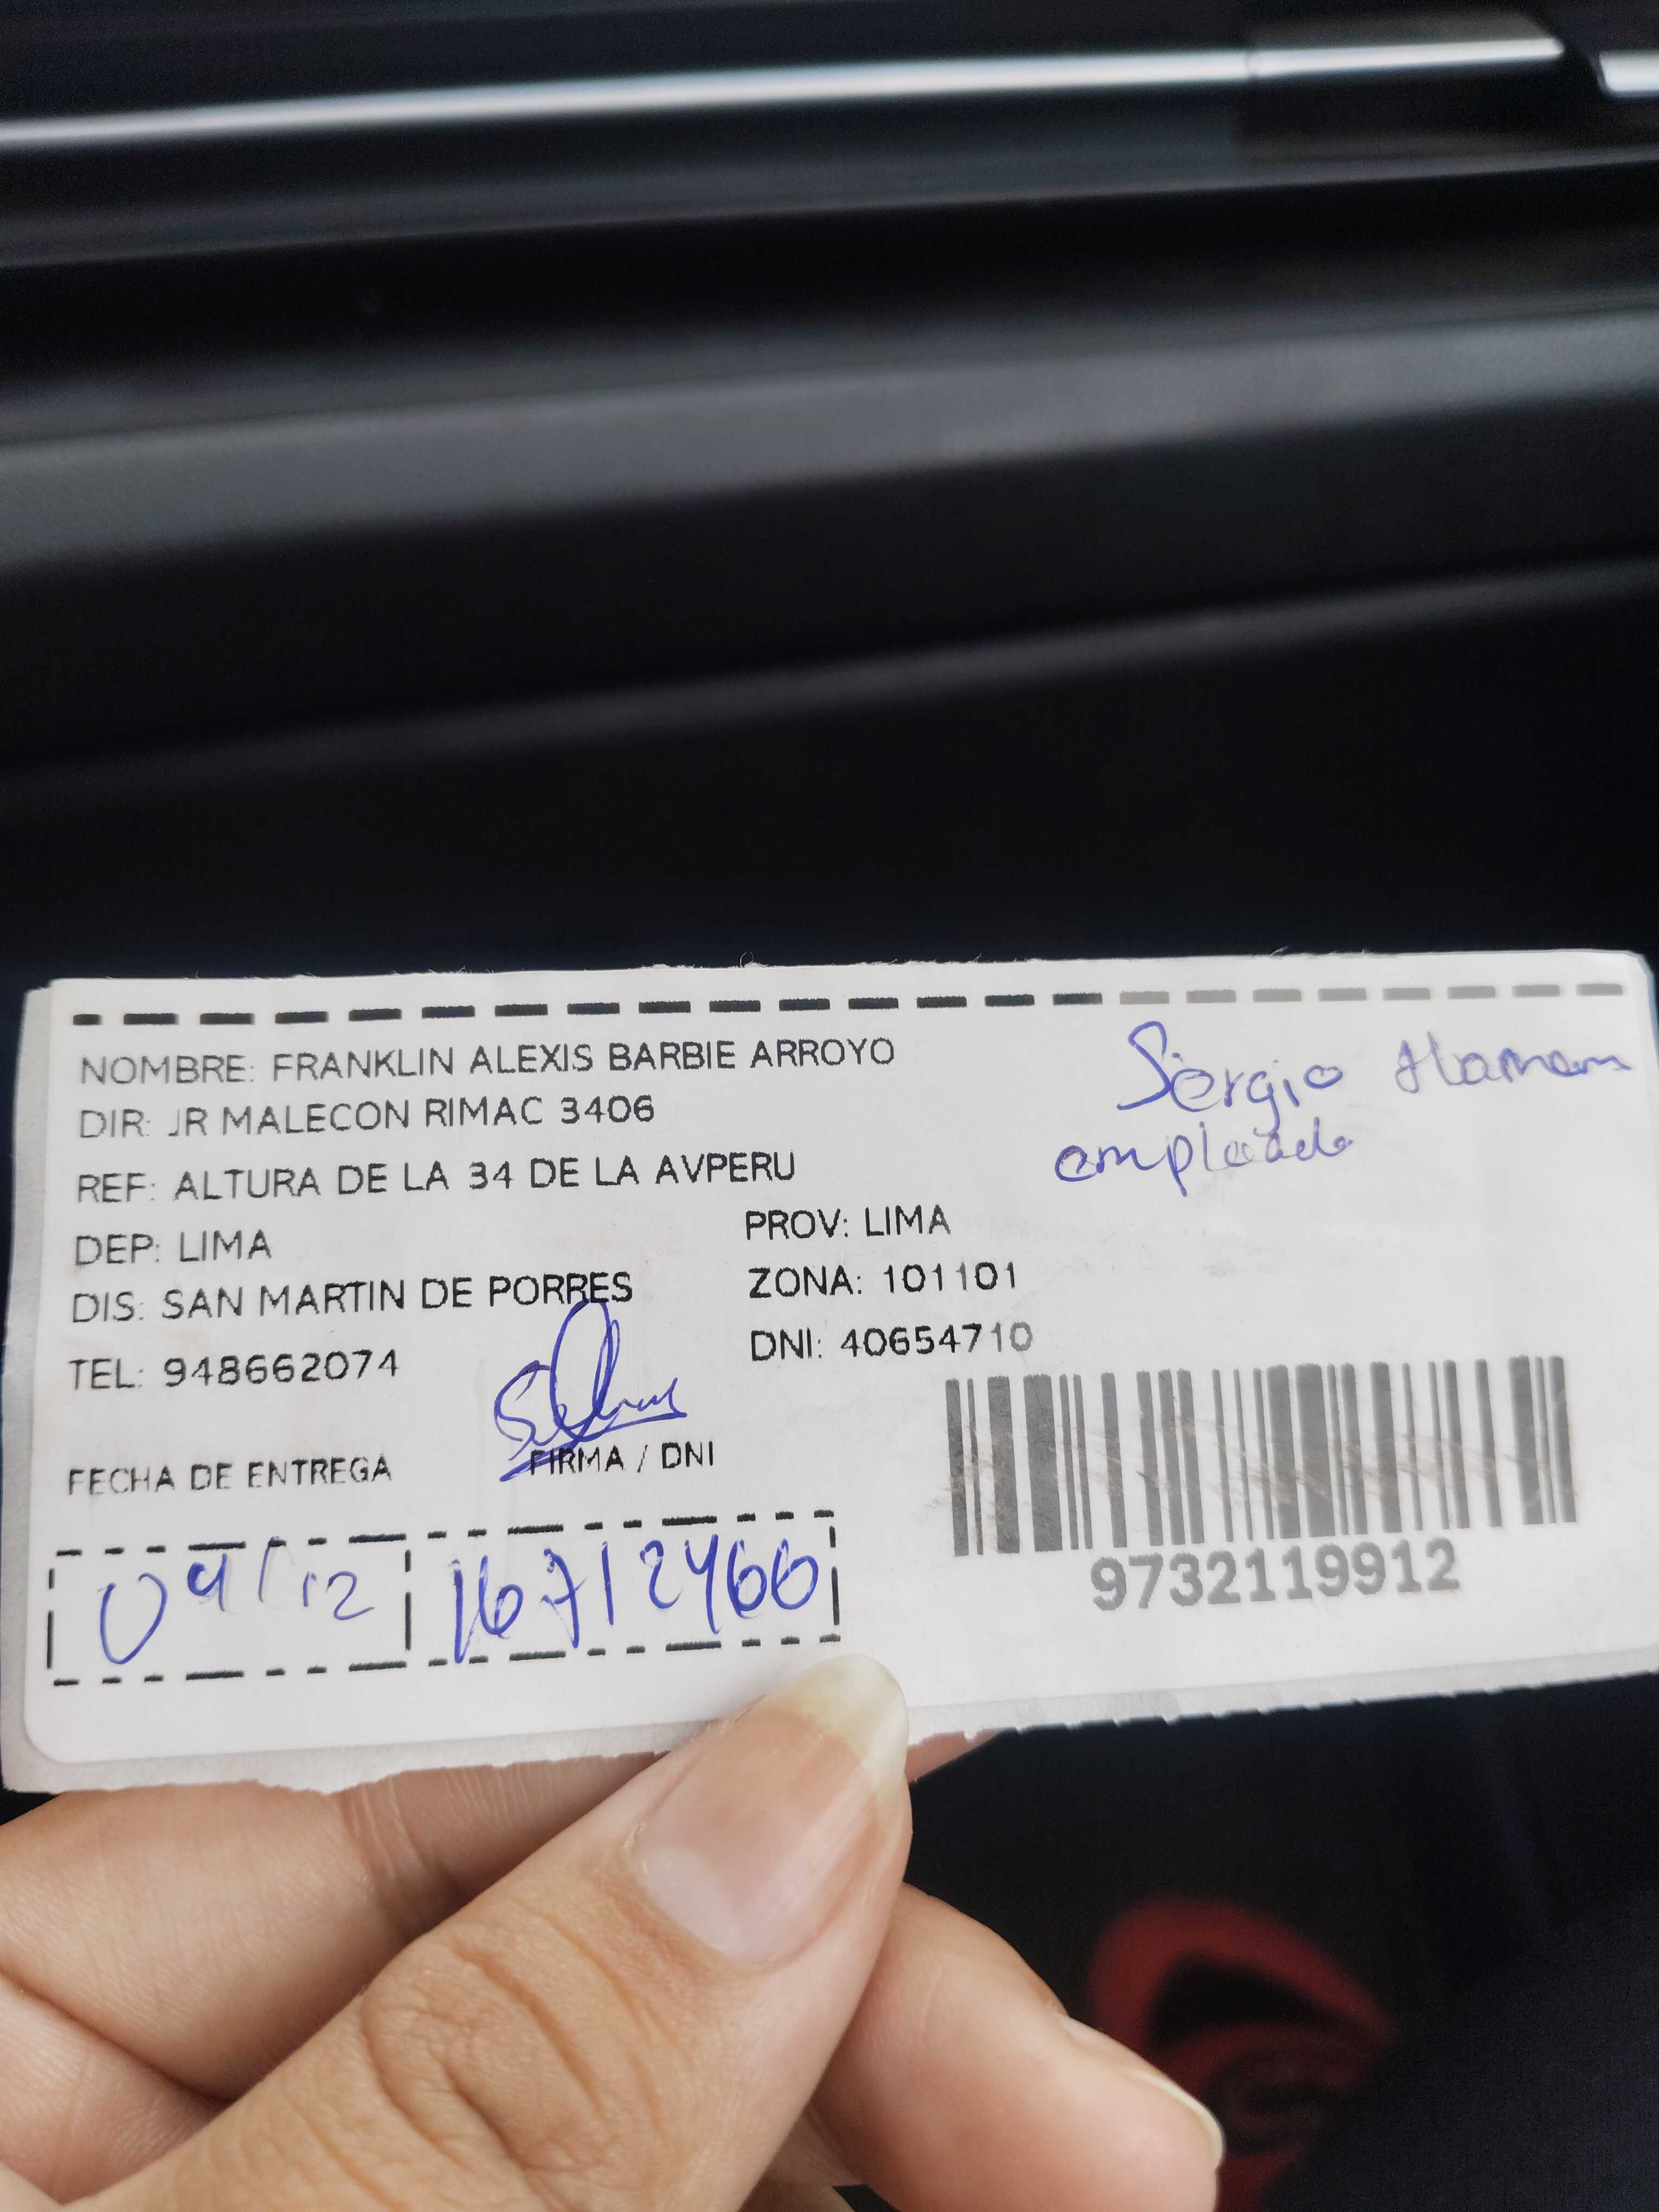 NOMBRE: FRANKLIN ALEXIS BARBIE ARROYO
Sergio
DIR: JR MALECON RIMAC 3406
empleado
REF: ALTURA DE LA 34 DE LA AVPERU
DEP: LIMA
PROV: LIMA
DIS: SAN MARTIN DE PORRES
ZONA: 101101
TEL: 948662074
DNI: 40654710
FECHA DE ENTREGA
FIRMA / DNI
04/12
16712460
9732119912